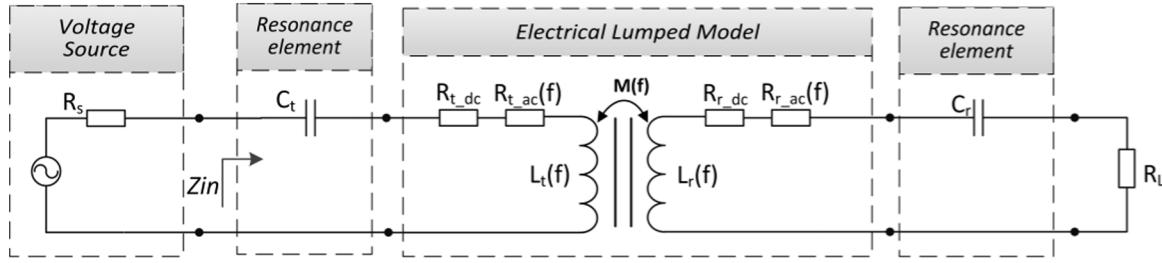 Voltage
Source
Resonance
element
Electrical Lumped Model
Resonance
element
Rs
Ct
Rt_dc
Rt_ac(f)
M(f)
Rr_dc
Rr_ac(f)
Cr
Zin
Lt(f)
Lr(f)
RL